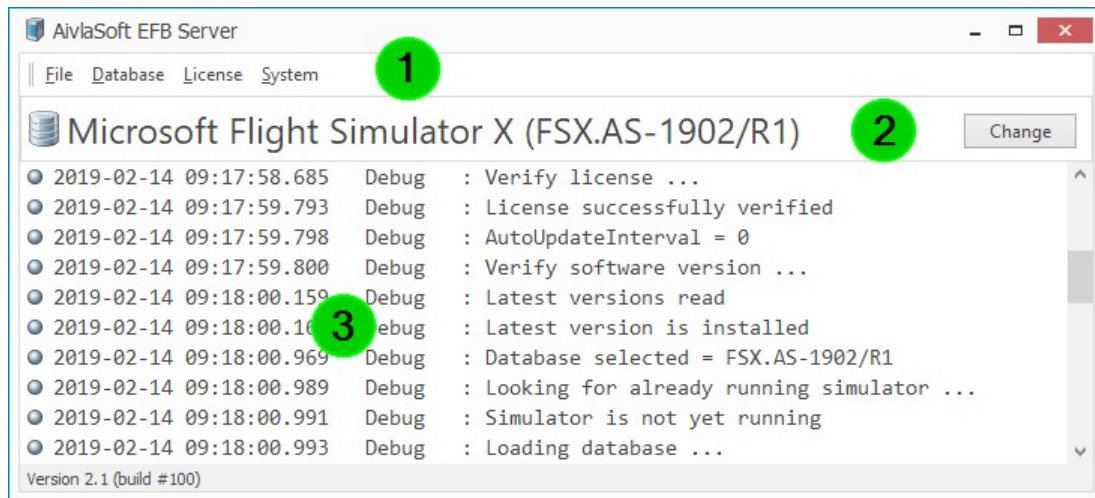 AivlaSoft EFB Server
File Database License System
1
Microsoft Flight Simulator X (FSX.AS-1902/R1)
2
Change
2019-02-14 09:17:58.685 Debug : Verify license ...
2019-02-14 09:17:59.793 Debug : License successfully verified
2019-02-14 09:17:59.798 Debug : AutoUpdateInterval = 0
2019-02-14 09:17:59.800 Debug : Verify software version ...
2019-02-14 09:18:00.159 Debug : Latest versions read
3
2019-02-14 Debug : Latest version is installed
2019-02-14 09:18:00.969 Debug : Database selected = FSX.AS-1902/R1
2019-02-14 09:18:00.989 Debug : Looking for already running simulator ...
2019-02-14 09:18:00.991 Debug : Simulator is not yet running
2019-02-14 09:18:00.993 Debug : Loading database ...
Version 2.1 (build #100)